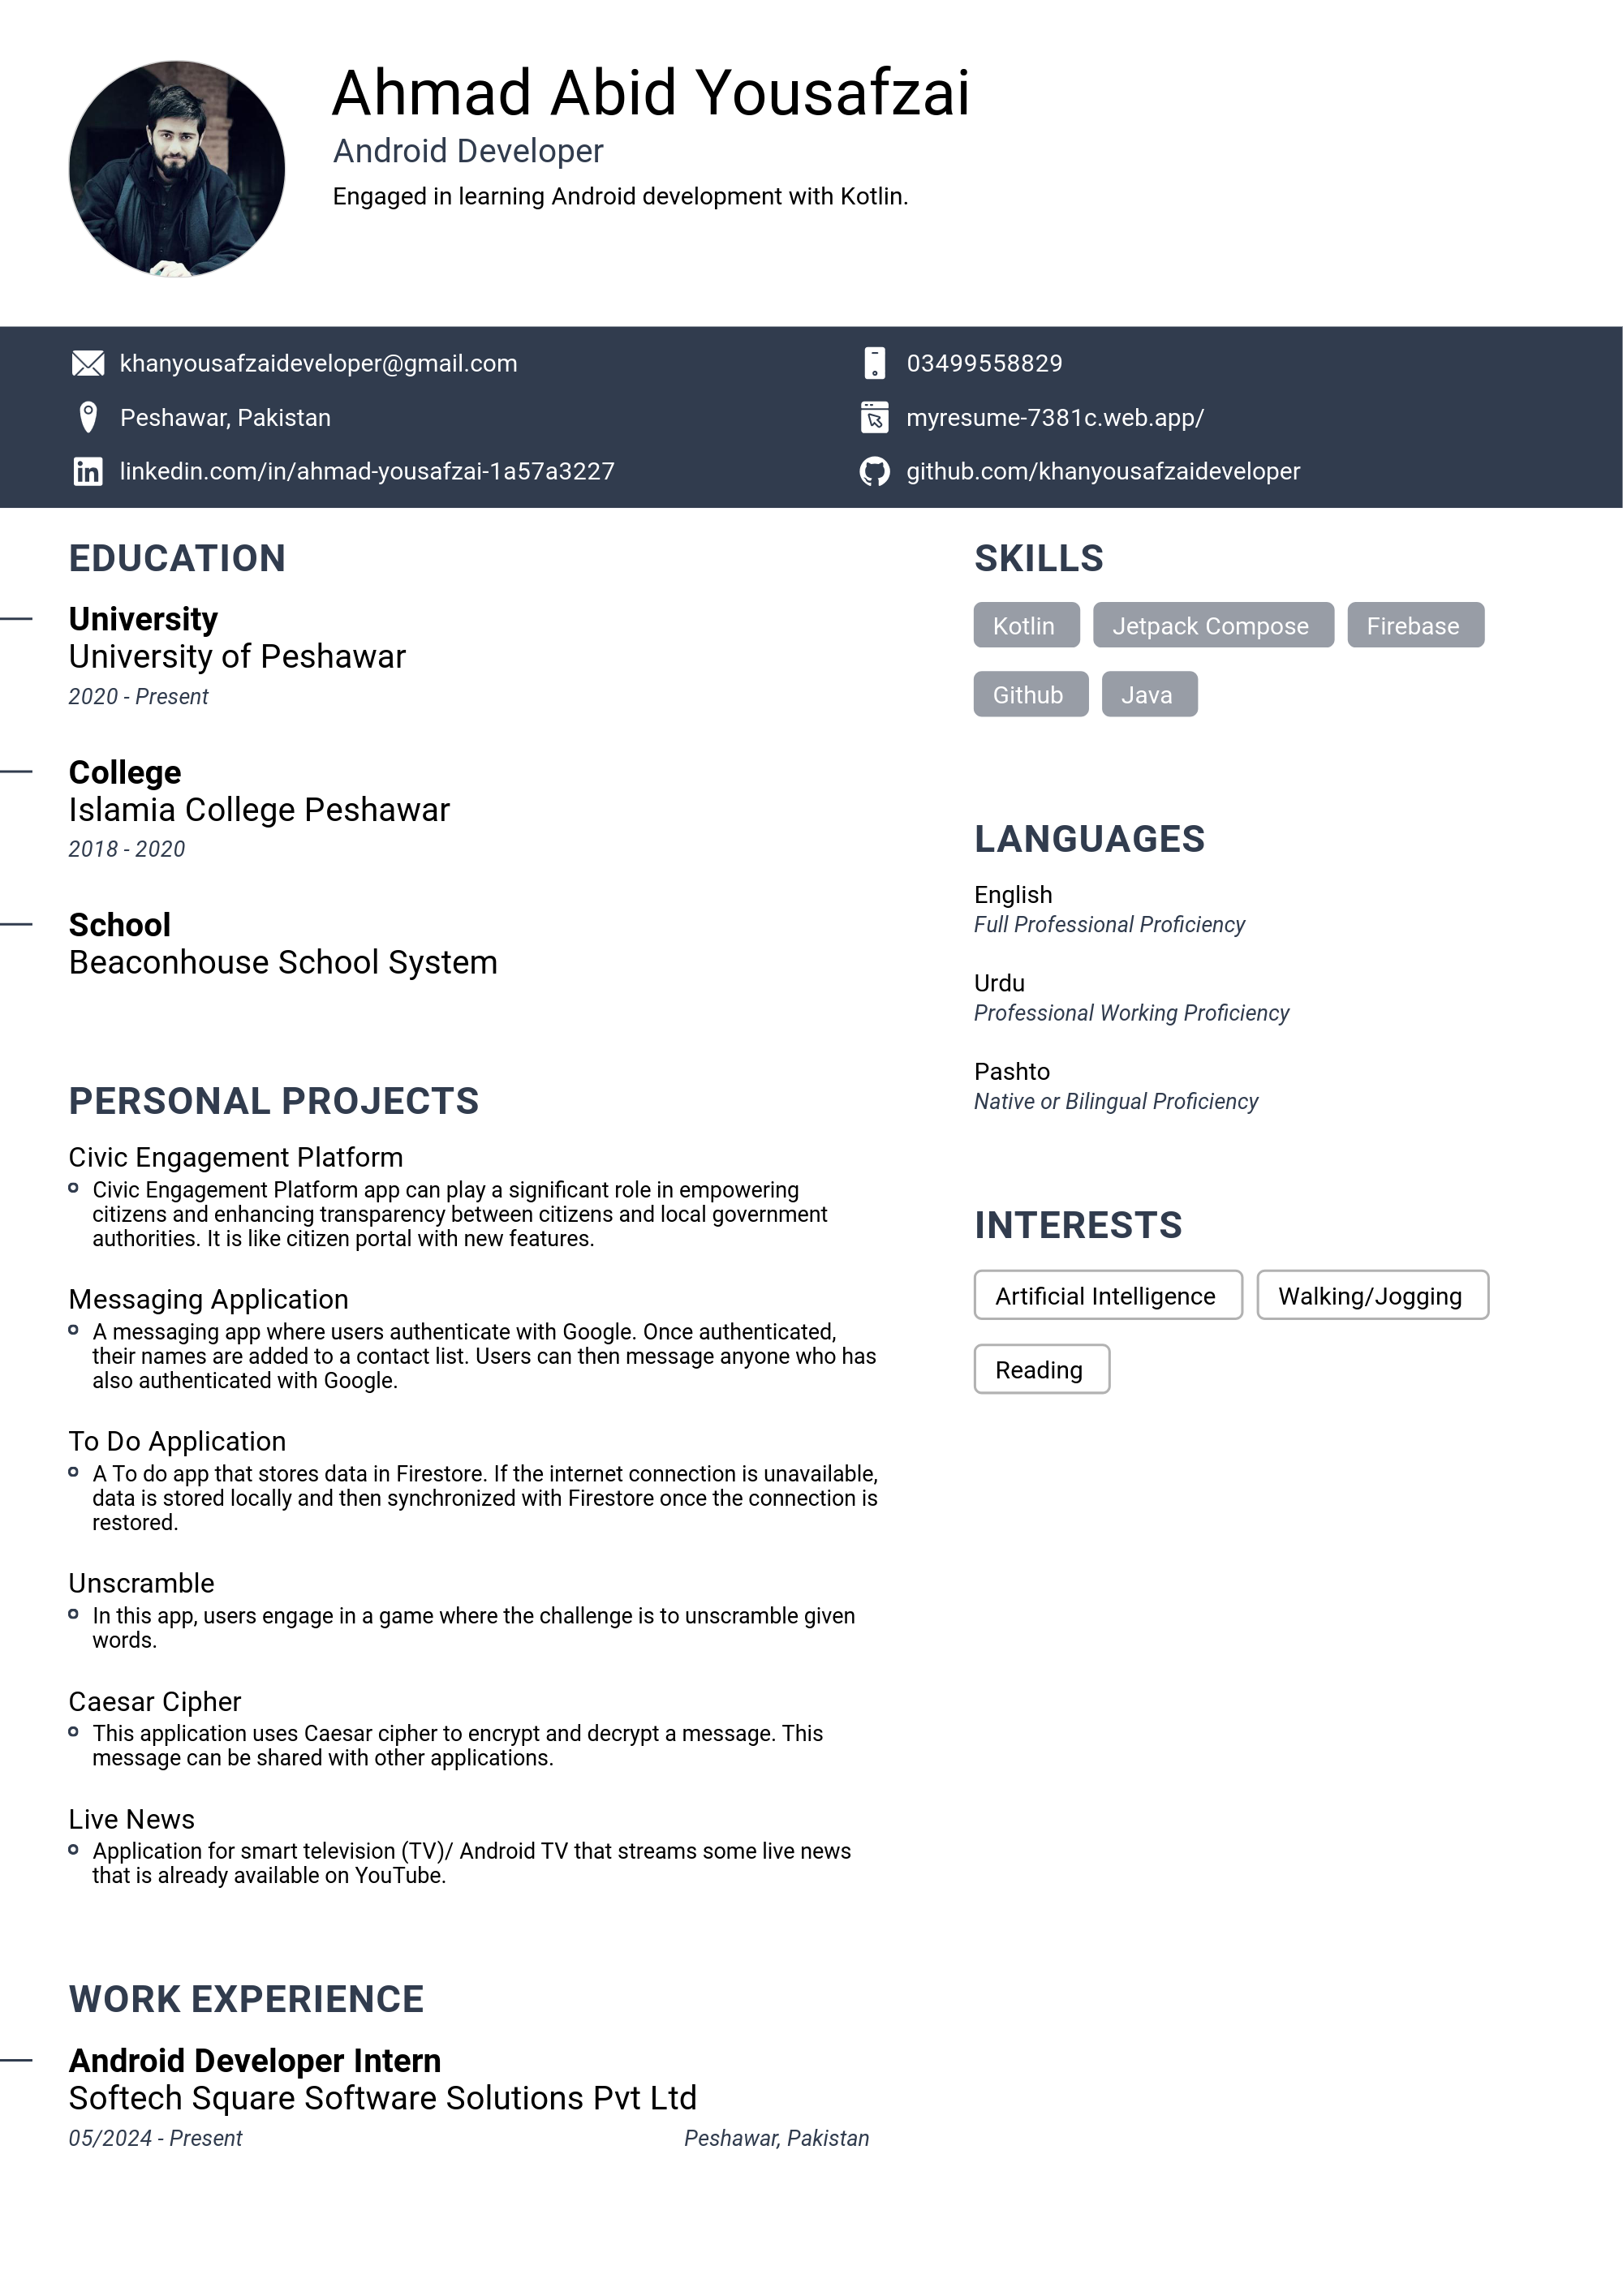 Ahmad Abid Yousafzai
Android Developer
Engaged in learning Android development with Kotlin.
khanyousafzaideveloper@gmail.com
03499558829
Peshawar, Pakistan
myresume-7381c.web.app/
linkedin.com/in/ahmad-yousafzai-1a57a3227
github.com/khanyousafzaideveloper
EDUCATION
University
University of Peshawar
2020 - Present
College
Islamia College Peshawar
2018 - 2020
School
Beaconhouse School System
PERSONAL PROJECTS
Civic Engagement Platform
Civic Engagement Platform app can play a significant role in empowering
citizens and enhancing transparency between citizens and local government
authorities. It is like citizen portal with new features.
Messaging Application
A messaging app where users authenticate with Google. Once authenticated,
their names are added to a contact list. Users can then message anyone who has
also authenticated with Google.
To Do Application
A To do app that stores data in Firestore. If the internet connection is unavailable,
data is stored locally and then synchronized with Firestore once the connection is
restored.
Unscramble
In this app, users engage in a game where the challenge is to unscramble given
words.
Caesar Cipher
This application uses Caesar cipher to encrypt and decrypt a message. This
message can be shared with other applications.
Live News
Application for smart television (TV)/ Android TV that streams some live news
that is already available on YouTube.
WORK EXPERIENCE
Android Developer Intern
Softech Square Software Solutions Pvt Ltd
05/2024 - Present
Peshawar, Pakistan
SKILLS
Kotlin
Jetpack Compose
Firebase
Github
Java
LANGUAGES
English
Full Professional Proficiency
Urdu
Professional Working Proficiency
Pashto
Native or Bilingual Proficiency
INTERESTS
Artificial Intelligence
Walking/Jogging
Reading